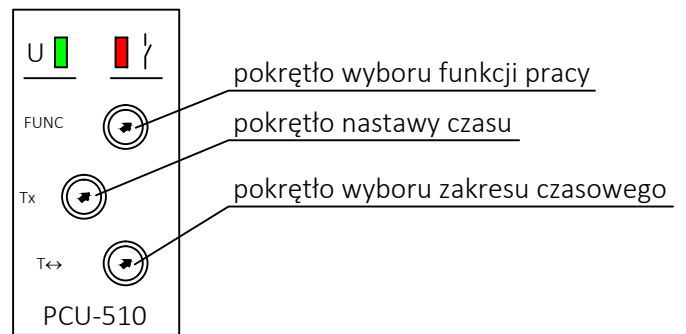 U
pokrętło wyboru funkcji pracy
FUNC
pokrętło nastawy czasu
Tx
pokrętło wyboru zakresu czasowego
T↔
PCU-510